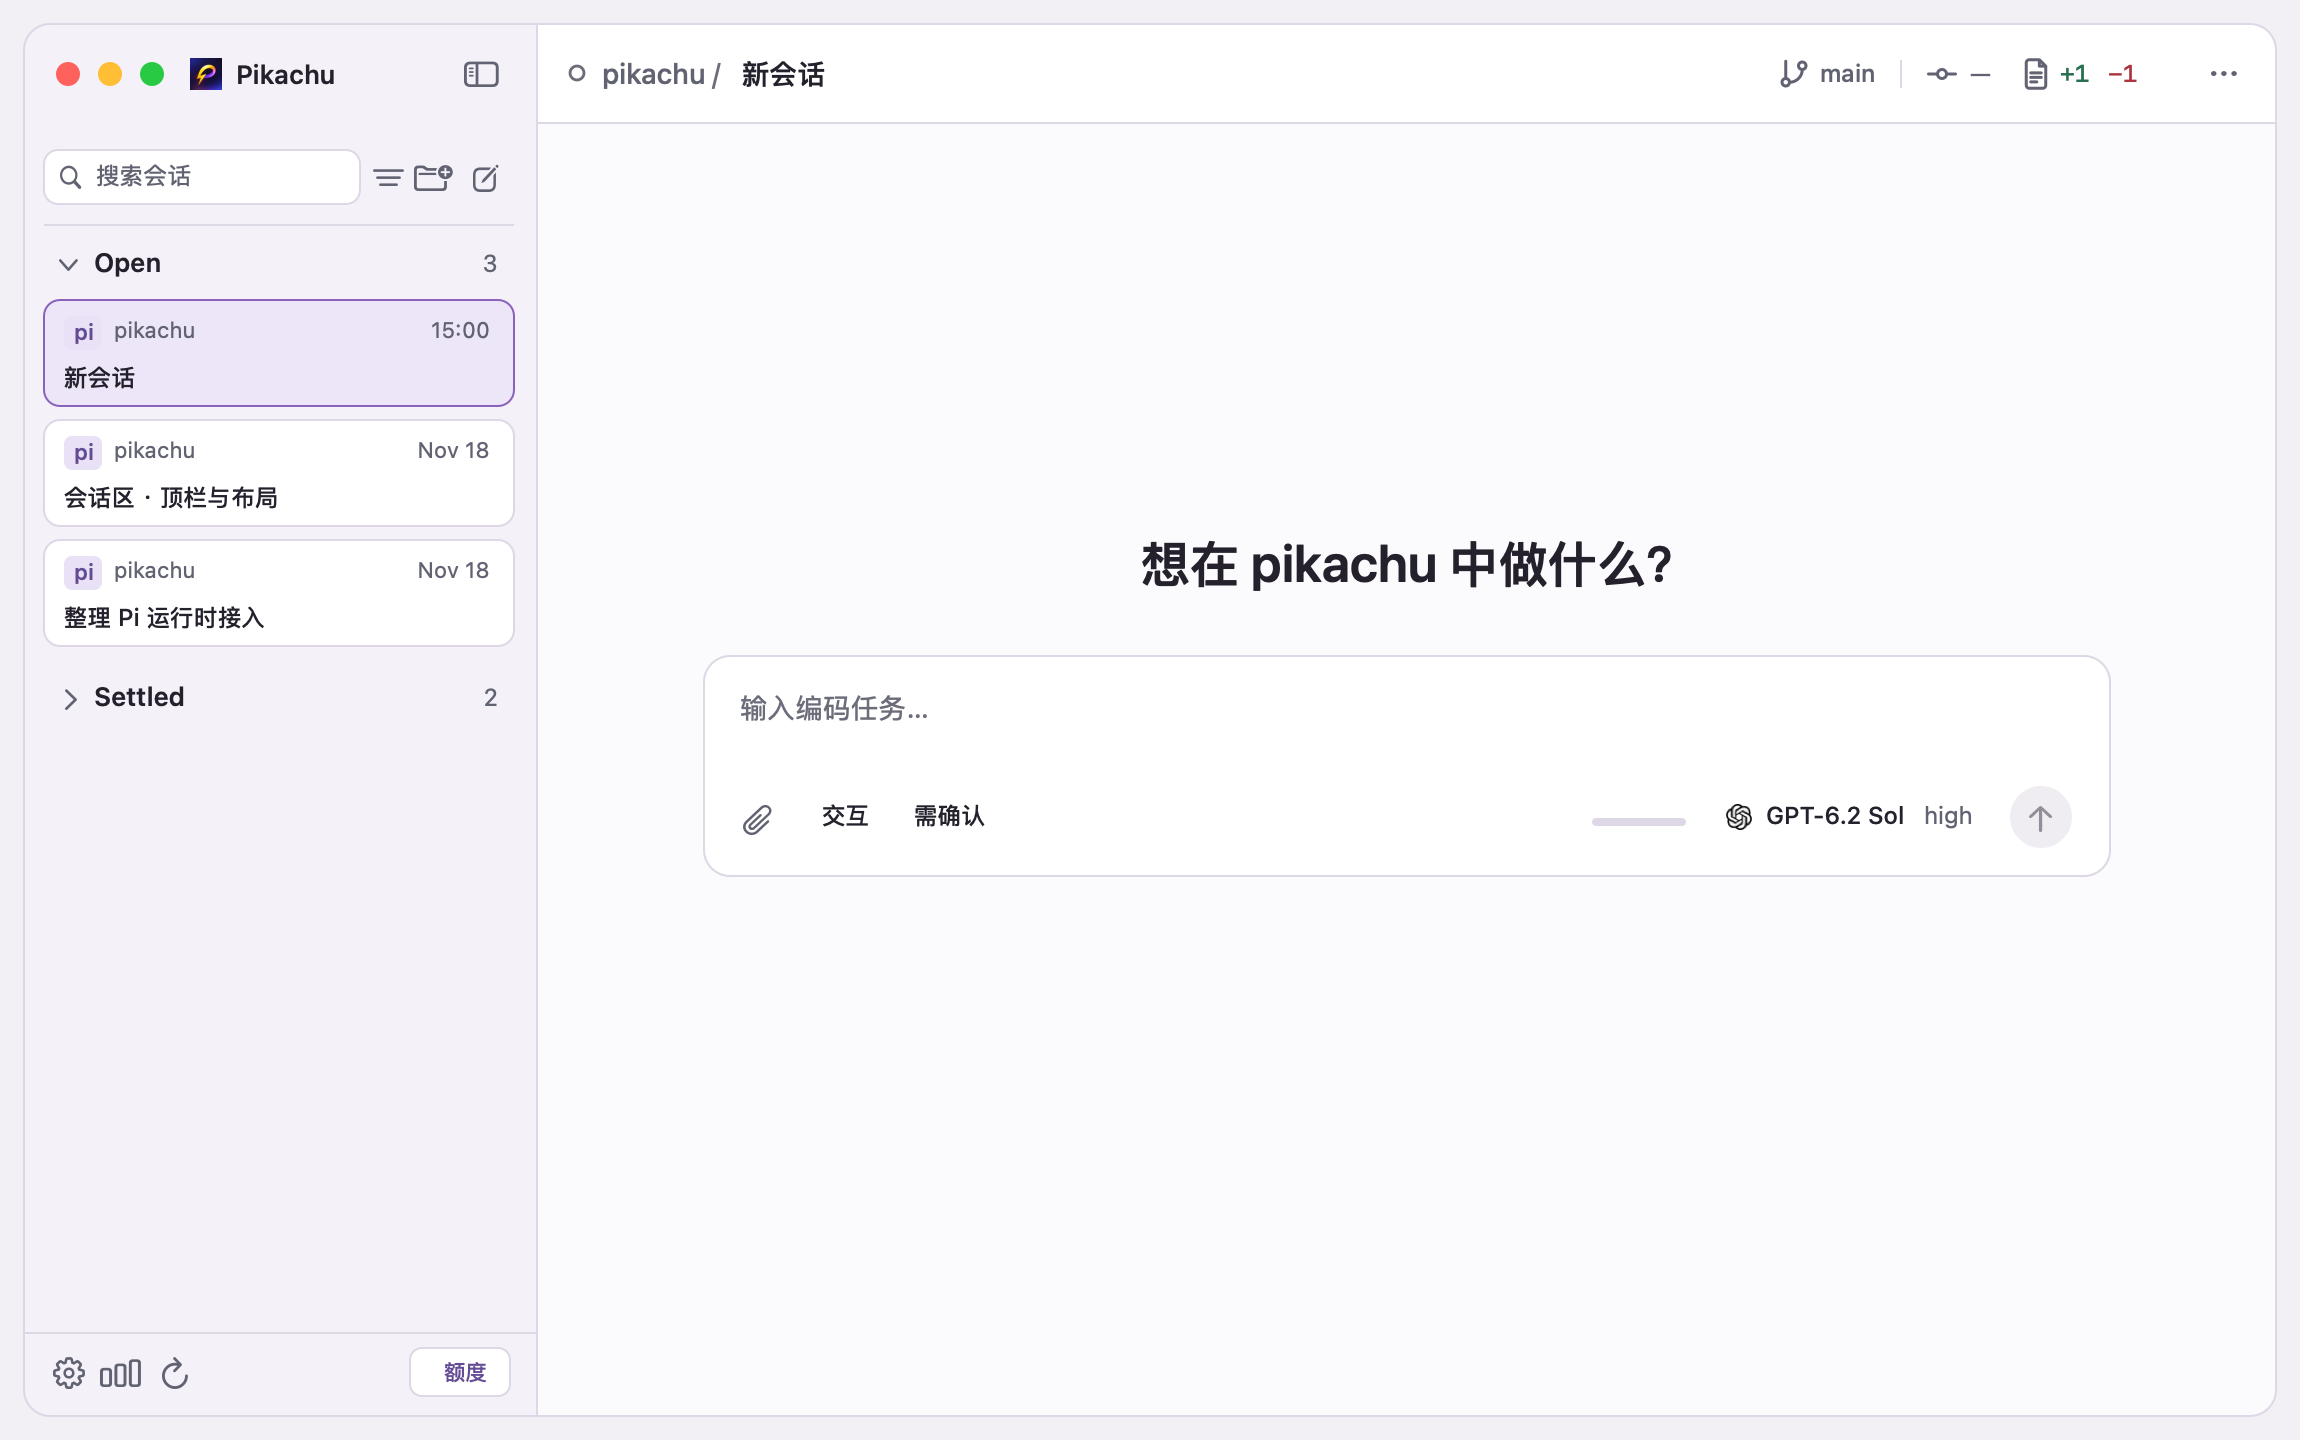 Pikachu
搜索会话
Open 3
pi pikachu 15:00
新会话
pi pikachu Nov 18
会话区 · 顶栏与布局
pi pikachu Nov 18
整理 Pi 运行时接入
Settled 2
额度
pikachu / 新会话
main — +1 −1
想在 pikachu 中做什么?
输入编码任务...
交互 需确认 GPT-6.2 Sol high